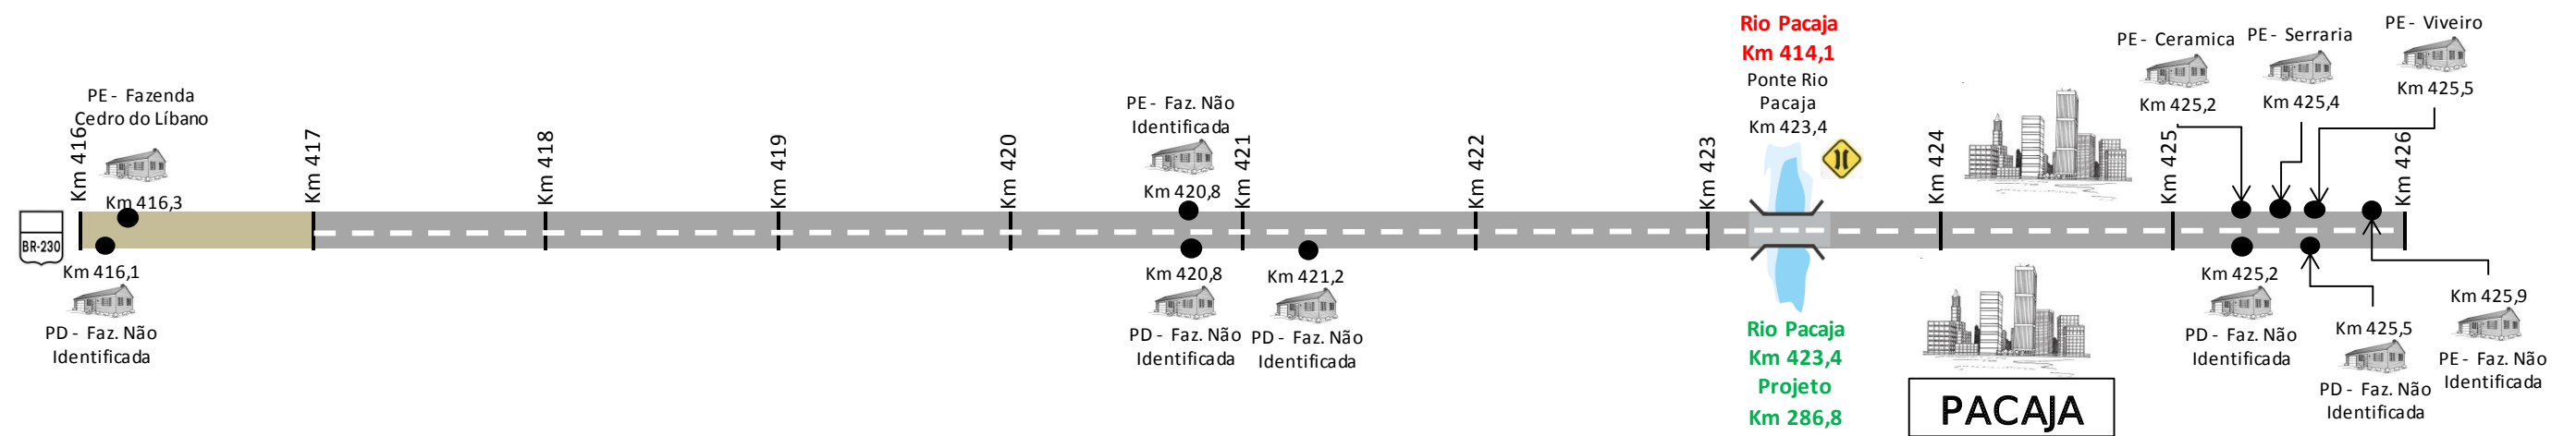 BR-230
Km 416
PE - Fazenda
Cedro do Líbano
Km 416,3
Km 416,1
PD - Faz. Não
Identificada
Km 417
Km 418
Km 419
Km 420
PE - Faz. Não
Identificada
Km 420,8
Km 420,8
PD - Faz. Não
Identificada
Km 421
Km 421,2
PD - Faz. Não
Identificada
Km 422
Km 423
Rio Pacaja
Km 414,1
Ponte Rio
Pacaja
Km 423,4
Rio Pacaja
Km 423,4
Projeto
Km 286,8
Km 424
PACAJA
Km 425
PE - Ceramica
Km 425,2
PE - Serraria
Km 425,4
PE - Viveiro
Km 425,5
Km 426
Km 425,2
PD - Faz. Não
Identificada
Km 425,5
PD - Faz. Não
Identificada
Km 425,9
PE - Faz. Não
Identificada